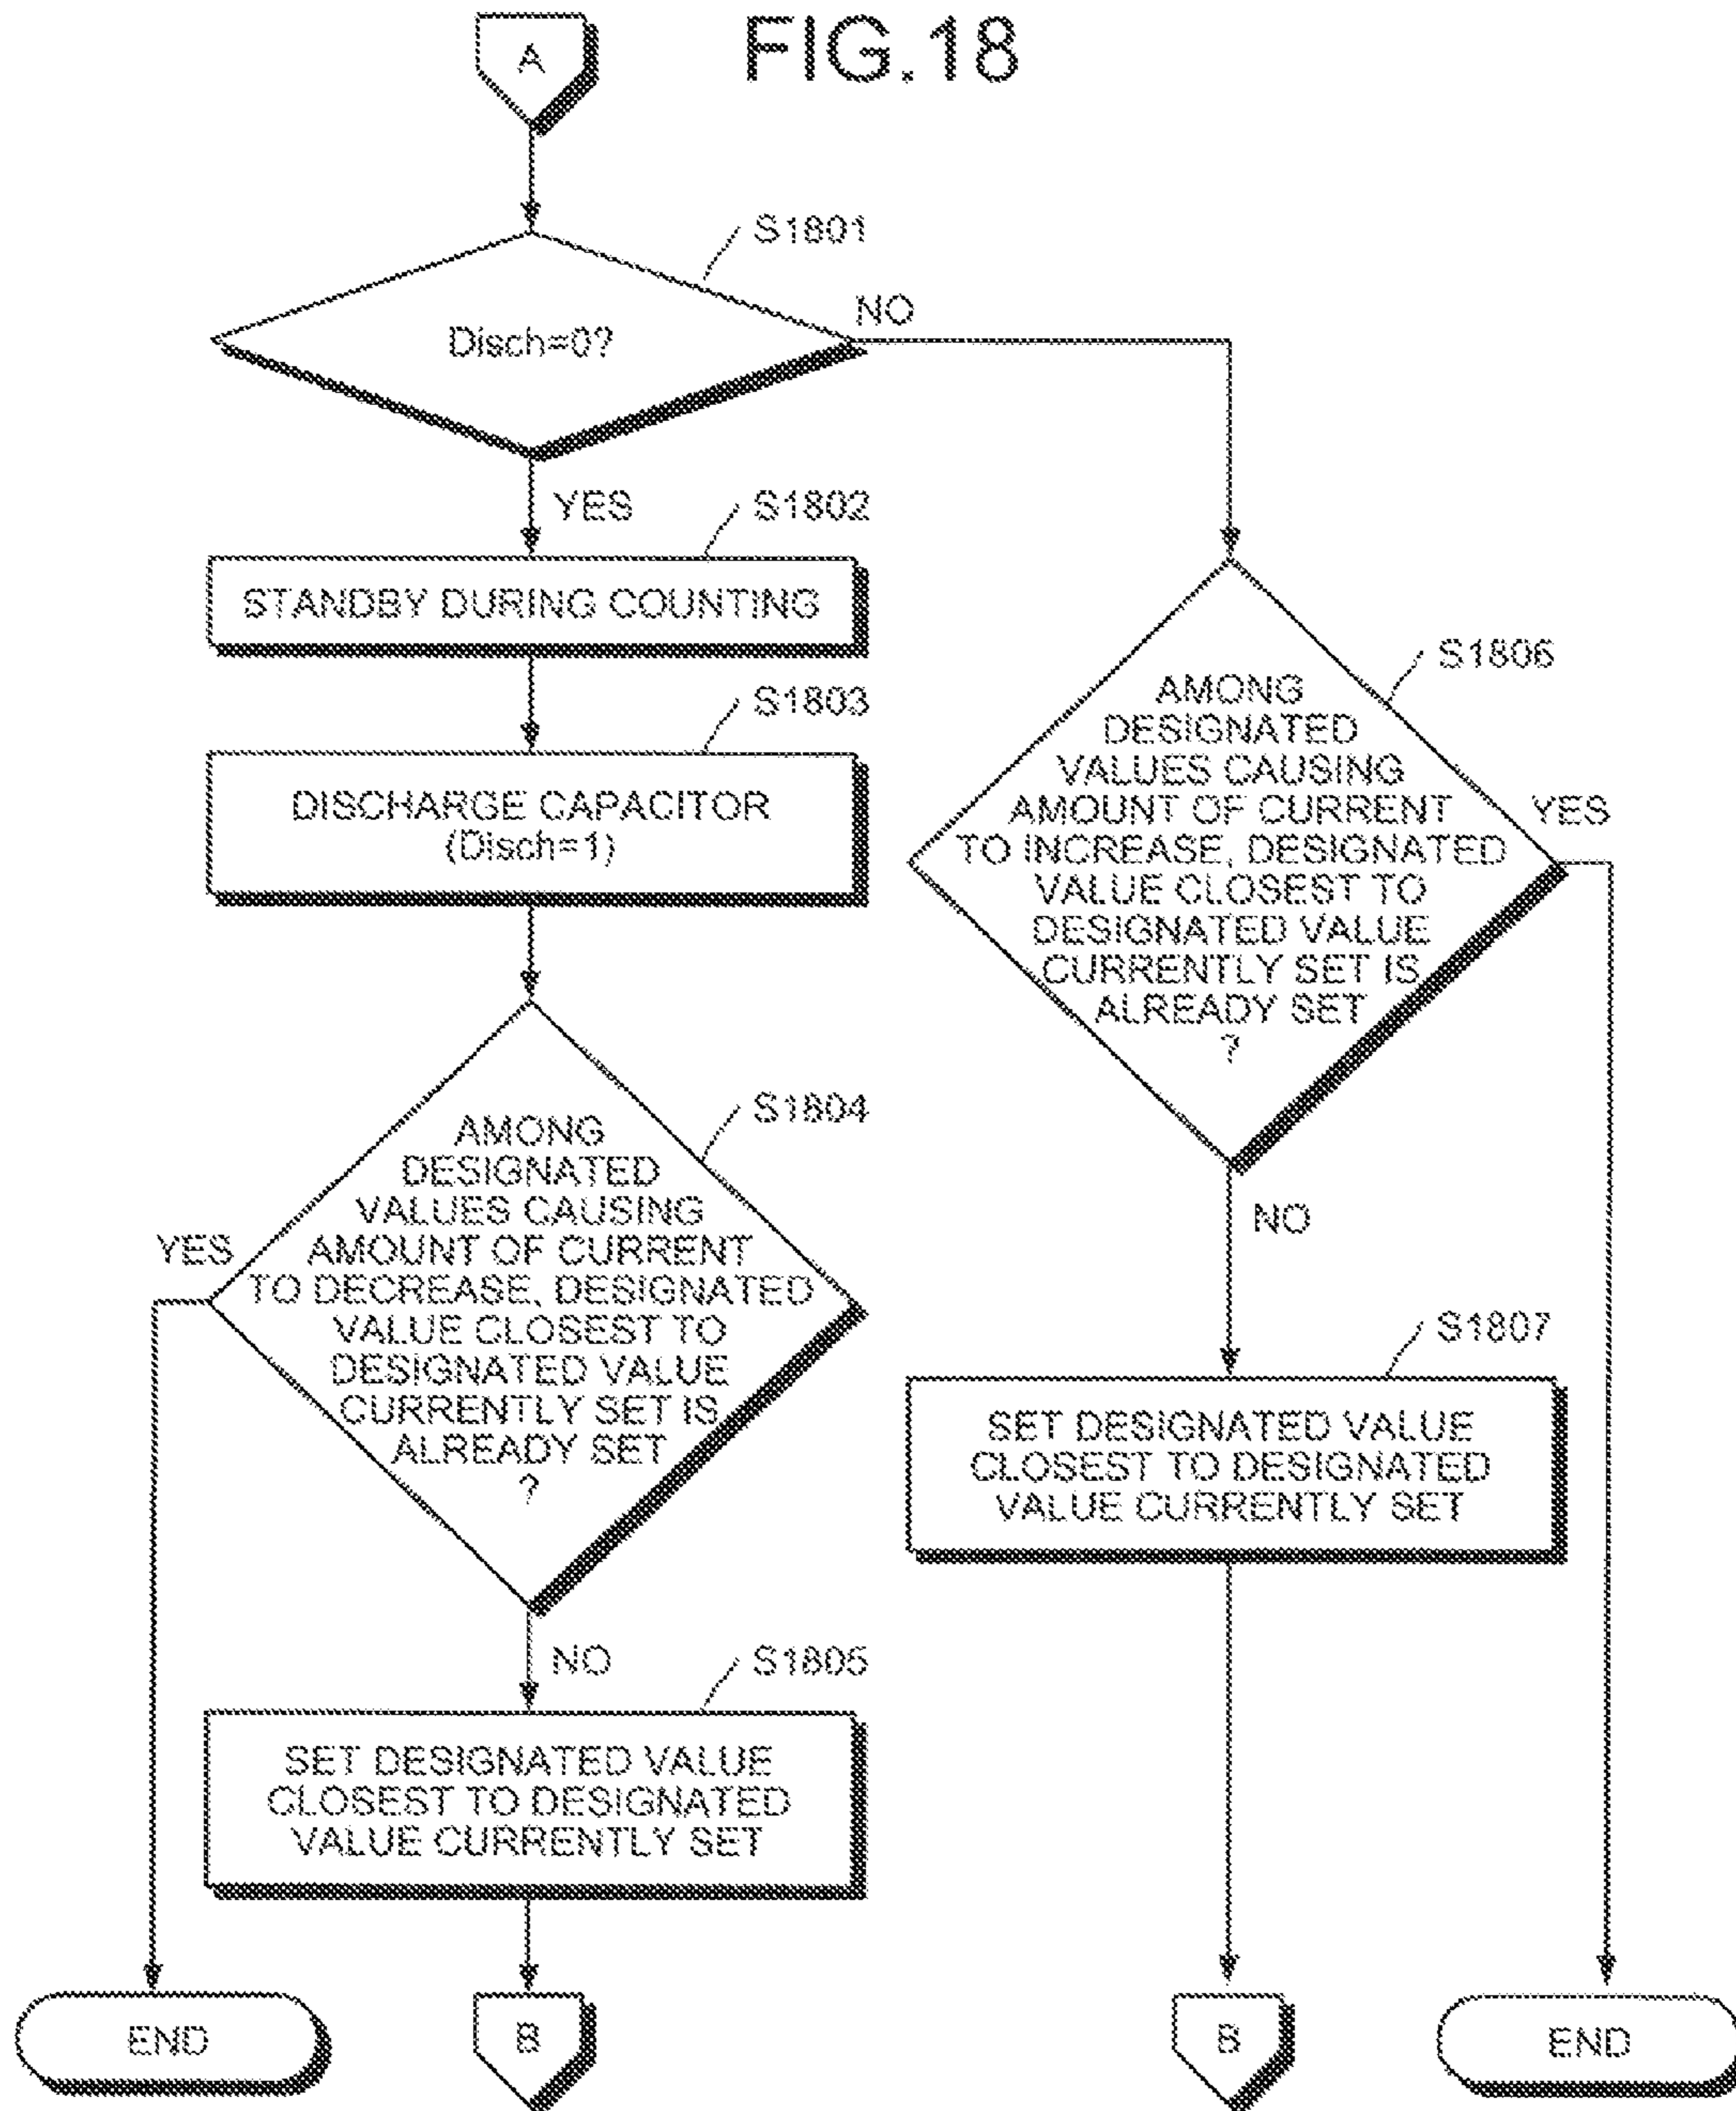 FIG.18
A
S1801
Disch=0?
NO
YES
S1802
STANDBY DURING COUNTING
S1803
DISCHARGE CAPACITOR
(Disch=1)
S1804
AMONG
DESIGNATED
VALUES CAUSING
AMOUNT OF CURRENT
TO DECREASE, DESIGNATED
VALUE CLOSEST TO
DESIGNATED VALUE
CURRENTLY SET IS
ALREADY SET
?
YES
NO
S1805
SET DESIGNATED VALUE
CLOSEST TO DESIGNATED
VALUE CURRENTLY SET
END
B
S1806
AMONG
DESIGNATED
VALUES CAUSING
AMOUNT OF CURRENT
TO INCREASE, DESIGNATED
VALUE CLOSEST TO
DESIGNATED VALUE
CURRENTLY SET IS
ALREADY SET
?
YES
NO
S1807
SET DESIGNATED VALUE
CLOSEST TO DESIGNATED
VALUE CURRENTLY SET
B
END